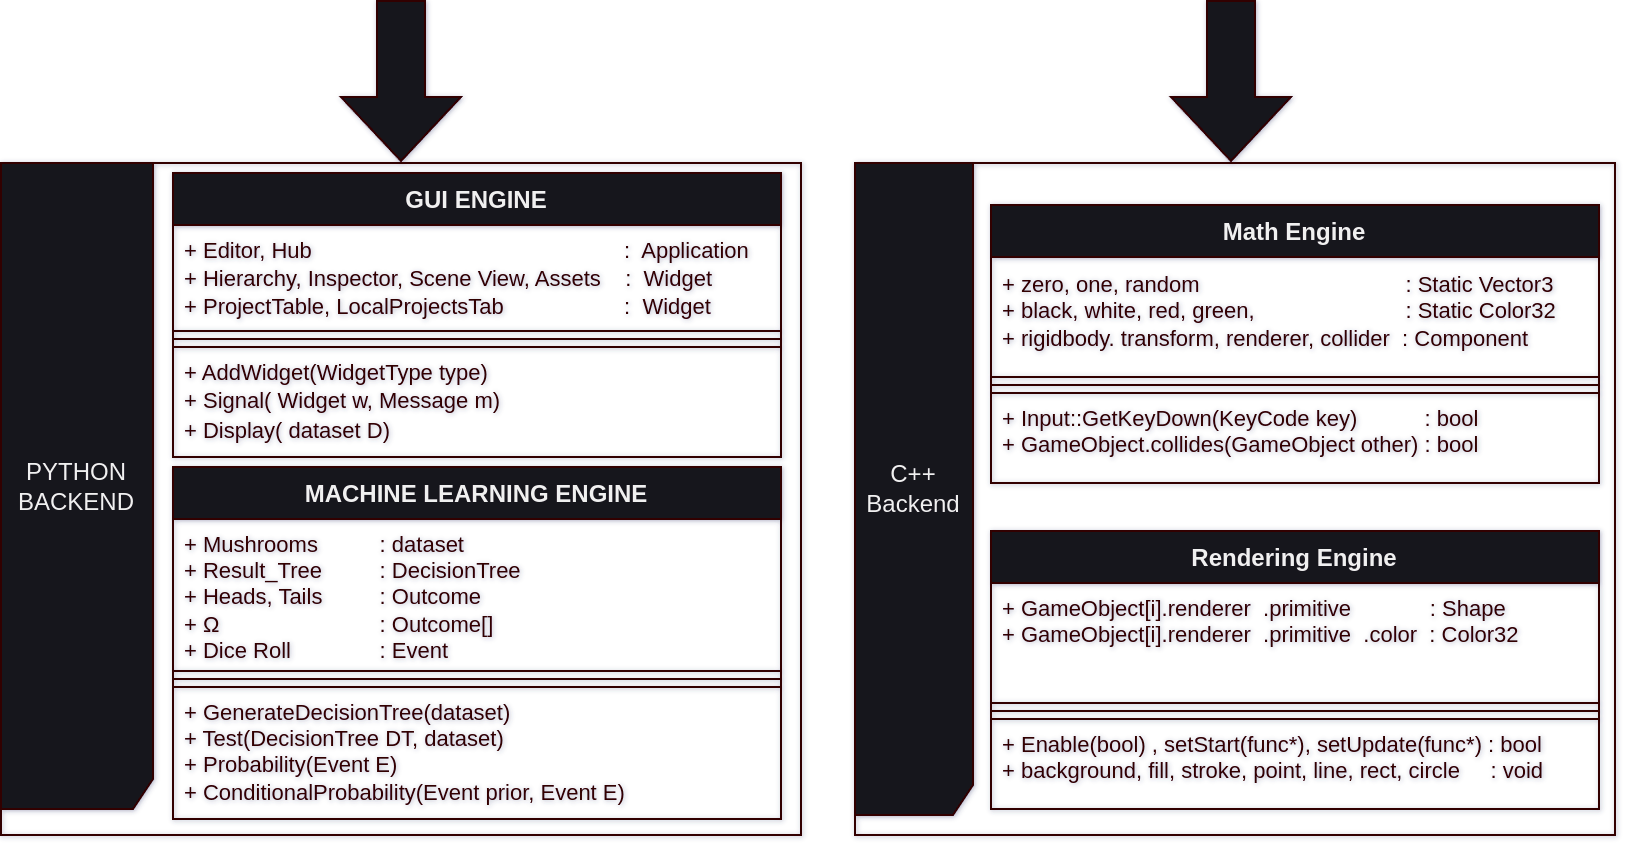 PYTHON
BACKEND
GUI ENGINE
+ Editor, Hub : Application
+ Hierarchy, Inspector, Scene View, Assets : Widget
+ ProjectTable, LocalProjectsTab : Widget
+ AddWidget(WidgetType type)
+ Signal( Widget w, Message m)
+ Display( dataset D)
MACHINE LEARNING ENGINE
+ Mushrooms : dataset
+ Result_Tree : DecisionTree
+ Heads, Tails : Outcome
+ Ω : Outcome[]
+ Dice Roll : Event
+ GenerateDecisionTree(dataset)
+ Test(DecisionTree DT, dataset)
+ Probability(Event E)
+ ConditionalProbability(Event prior, Event E)
C++
Backend
Math Engine
+ zero, one, random : Static Vector3
+ black, white, red, green, : Static Color32
+ rigidbody. transform, renderer, collider : Component
+ Input::GetKeyDown(KeyCode key) : bool
+ GameObject.collides(GameObject other) : bool
Rendering Engine
+ GameObject[i].renderer .primitive : Shape
+ GameObject[i].renderer .primitive .color : Color32
+ Enable(bool) , setStart(func*), setUpdate(func*) : bool
+ background, fill, stroke, point, line, rect, circle : void